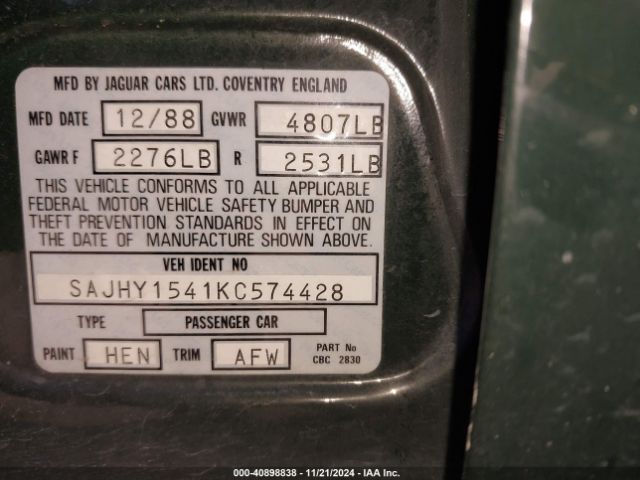 MFD BY JAGUAR CARS LTD. COVENTRY ENGLAND
MFD DATE 12/88 GVWR 4807LB
GAWR F 2276LB R 2531LB
THIS VEHICLE CONFORMS TO ALL APPLICABLE
FEDERAL MOTOR VEHICLE SAFETY BUMPER AND
THEFT PREVENTION STANDARDS IN EFFECT ON
THE DATE OF MANUFACTURE SHOWN ABOVE.
VEH IDENT NO
SAJHY1541KC574428
TYPE PASSENGER CAR
PAINT HEN TRIM AFW PART No
CBC 2830
000-40898838 - 11/21/2024 - IAA Inc.